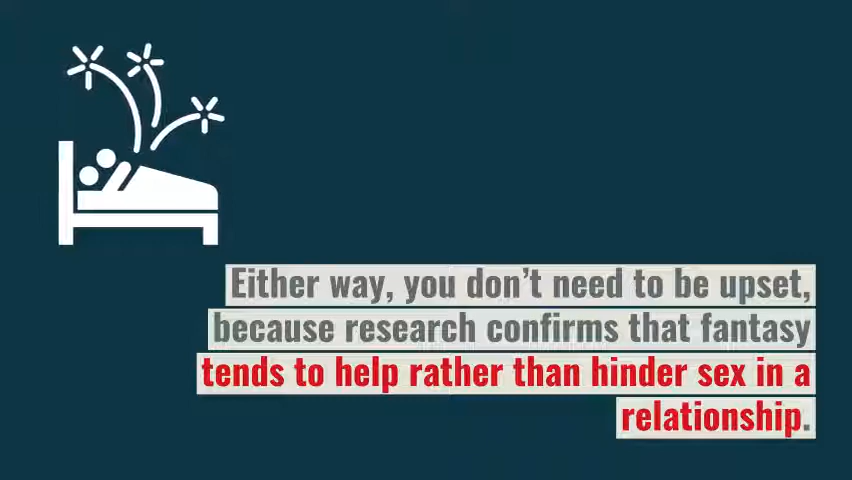 Either way, you don’t need to be upset,
because research confirms that fantasy
tends to help rather than hinder sex in a
relationship.